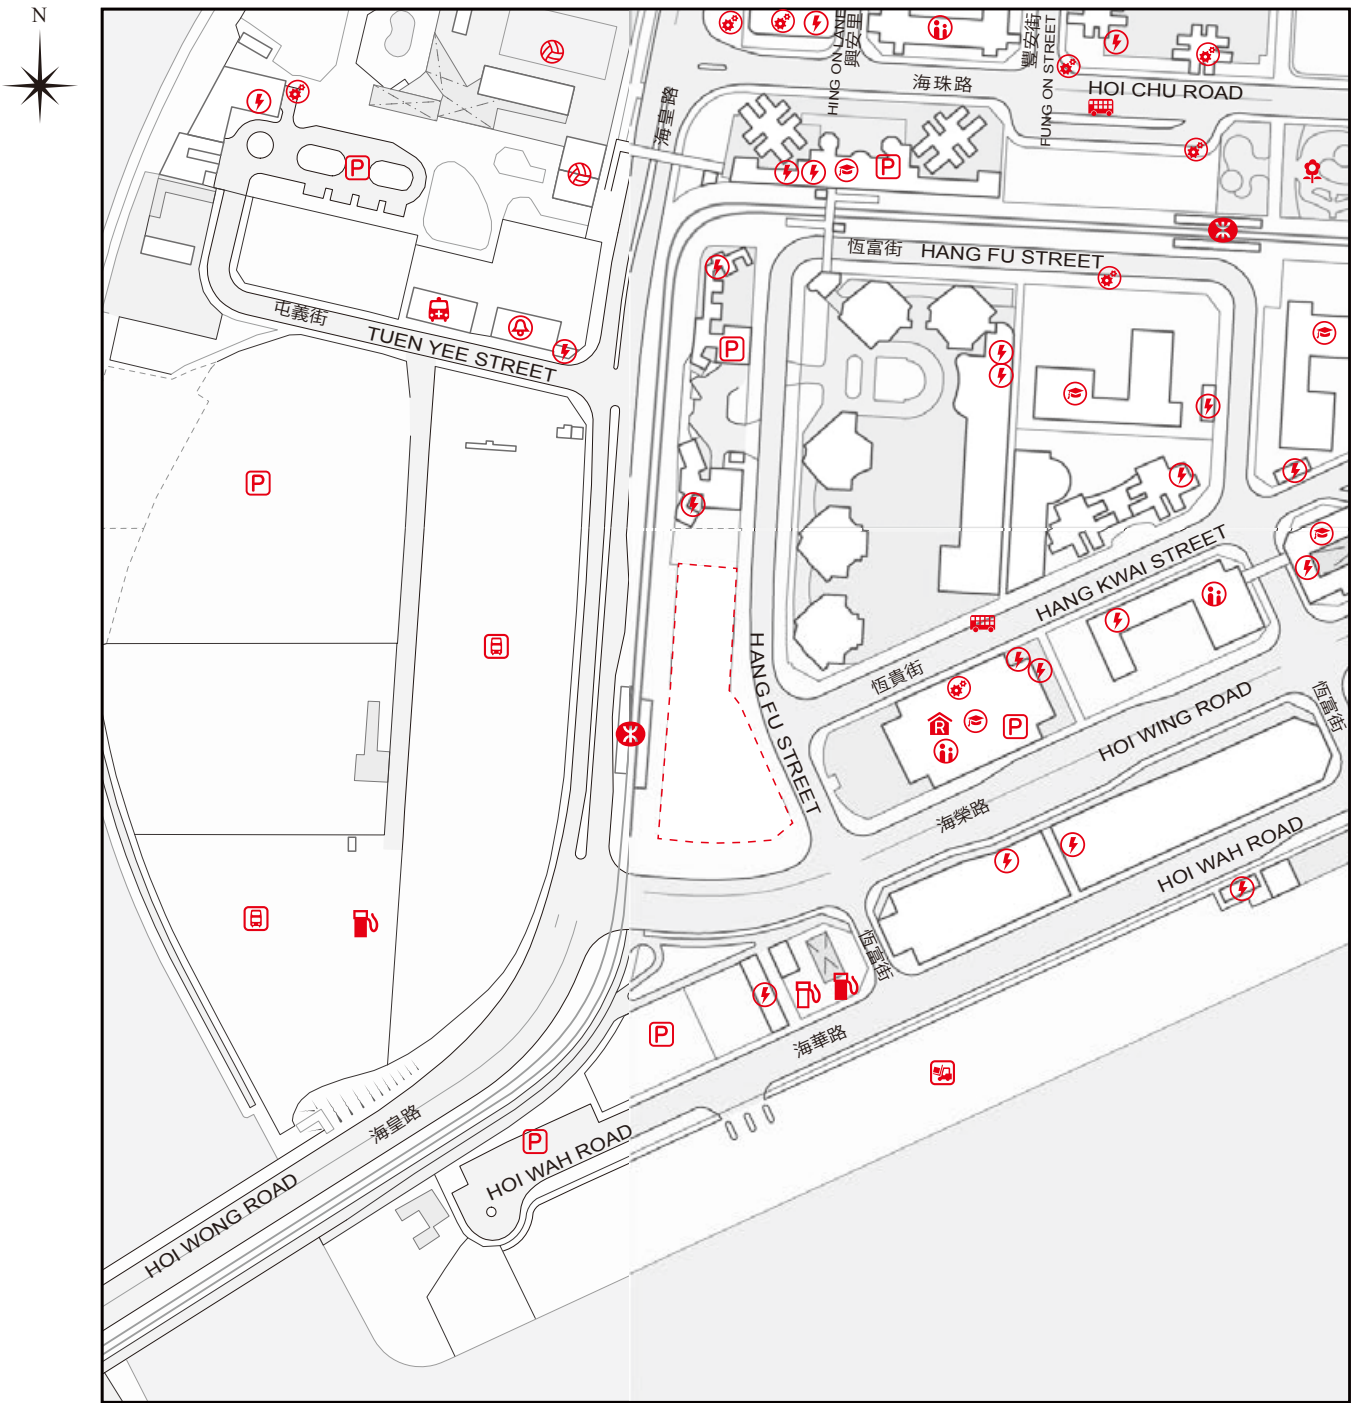 N
HING ON LANE
興安里
豐安街
FUNG ON STREET
海珠路
HOI CHU ROAD
海皇路
P
P
恆富街
HANG FU STREET
屯義街
TUEN YEE STREET
P
P
HANG KWAI STREET
恆貴街
HANG FU STREET
R
P
HOI WING ROAD
恆富街
海榮路
HOI WAH ROAD
恆富街
P
海華路
海皇路
P
HOI WAH ROAD
HOI WONG ROAD